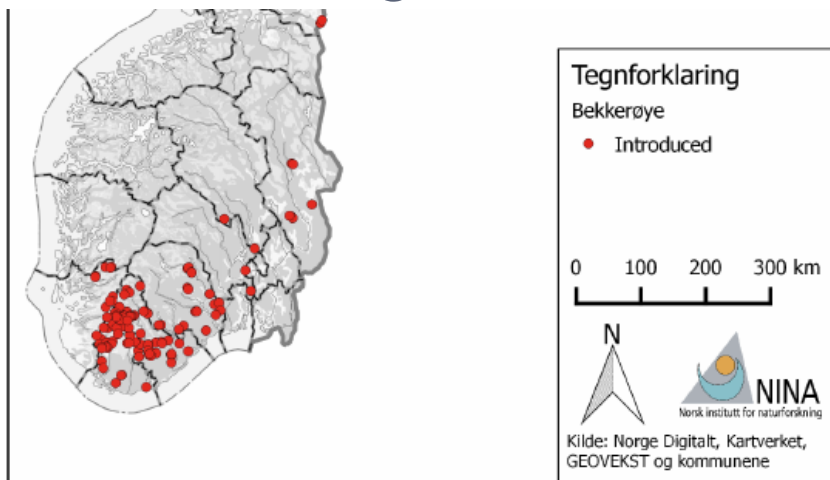 Tegnforklaring
Bekkerøye
Introduced
0 100 200 300 km
N
NINA
Norsk institutt for naturforskning
Kilde: Norge Digitalt, Kartverket,
GEOVEKST og kommunene